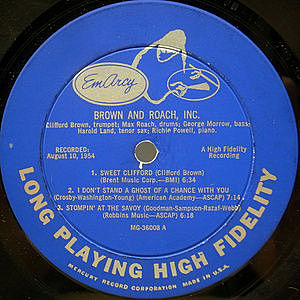 EmArcy
BROWN AND ROACH, INC.
Clifford Brown, trumpet; Max Roach, drums; George Morrow, bass;
Harold Land, tenor sax; Richie Powell, piano.
RECORDED:
August 10, 1954
A High Fidelity
Recording
1. SWEET CLIFFORD (Clifford Brown)
(Brent Music Corp.—BMI) 6:34
2. I DON'T STAND A GHOST OF A CHANCE WITH YOU
(Crosby-Washington-Young) (American Academy—ASCAP) 7:14
3. STOMPIN' AT THE SAVOY (Goodman-Sampson-Razaf-Webb)
(Robbins Music—ASCAP) 6:18
MG-36008 A
LONG PLAYING HIGH FIDELITY
MERCURY RECORD CORPORATION MADE IN U.S.A.